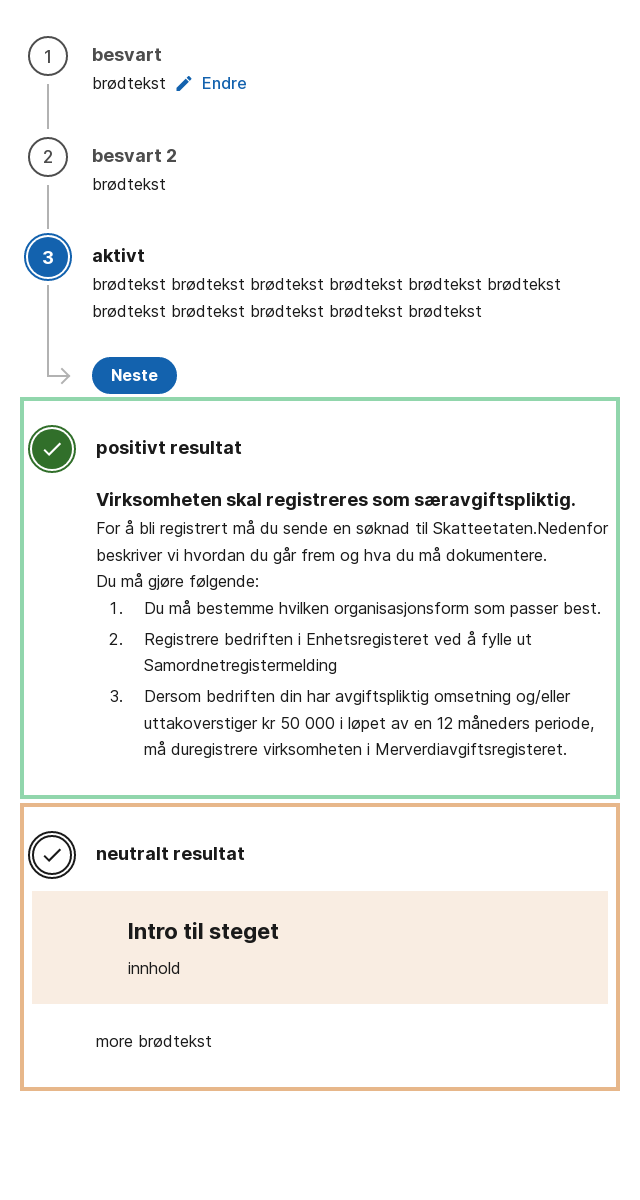 1
besvart
brødtekst Endre
2
besvart 2
brødtekst
3
aktivt
brødtekst brødtekst brødtekst brødtekst brødtekst brødtekst
brødtekst brødtekst brødtekst brødtekst brødtekst
Neste
positivt resultat
Virksomheten skal registreres som særavgiftspliktig.
For å bli registrert må du sende en søknad til Skatteetaten.Nedenfor
beskriver vi hvordan du går frem og hva du må dokumentere.
Du må gjøre følgende:
1. Du må bestemme hvilken organisasjonsform som passer best.
2. Registrere bedriften i Enhetsregisteret ved å fylle ut
Samordnetregistermelding
3. Dersom bedriften din har avgiftspliktig omsetning og/eller
uttakoverstiger kr 50 000 i løpet av en 12 måneders periode,
må duregistrere virksomheten i Merverdiavgiftsregisteret.
neutralt resultat
Intro til steget
innhold
more brødtekst